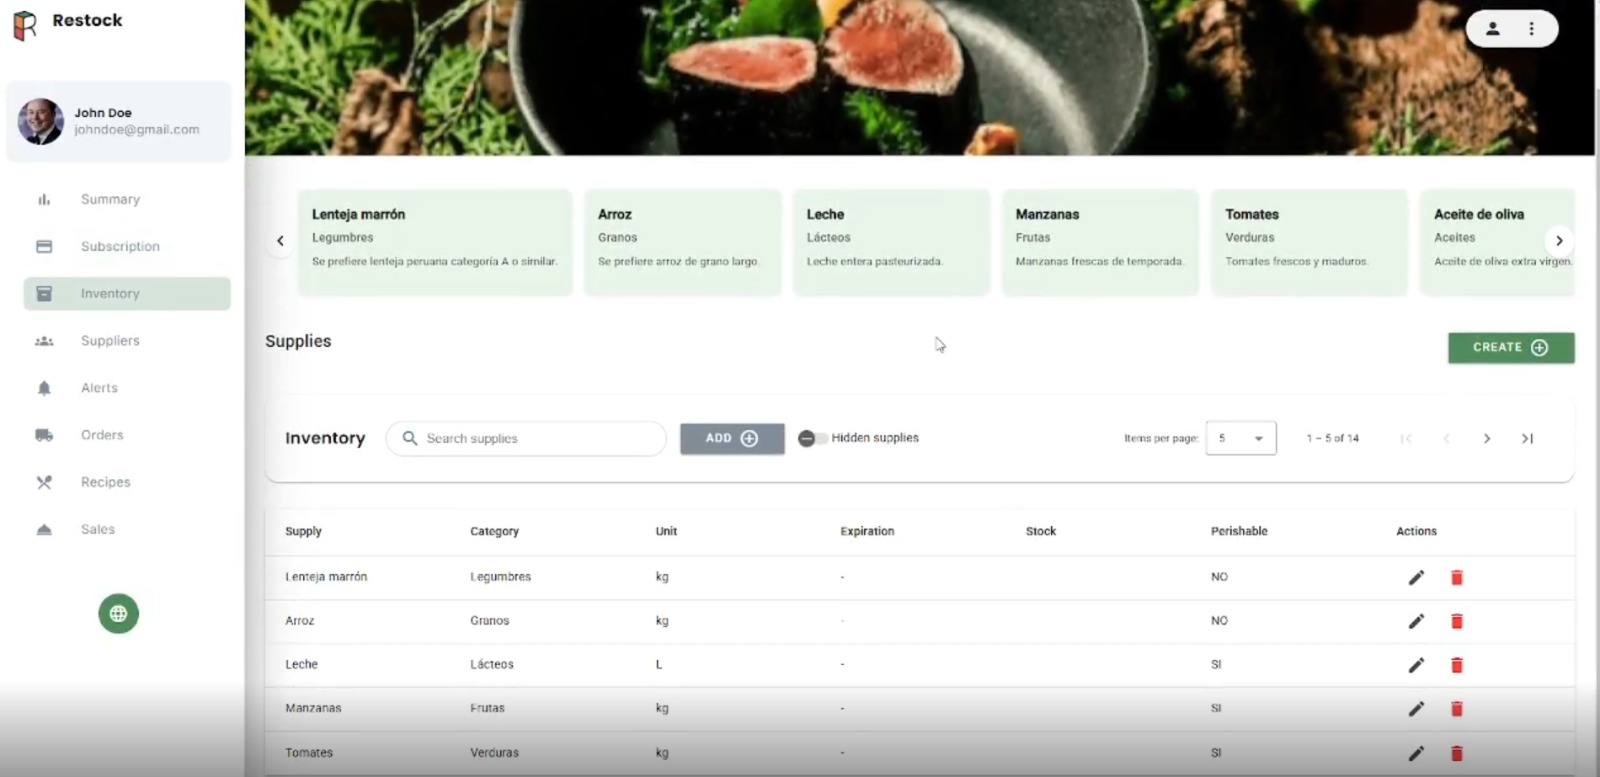 Restock
John Doe
johndoe@gmail.com
Summary
Subscription
Inventory
Suppliers
Alerts
Orders
Recipes
Sales
Lenteja marrón
Legumbres
Se prefiere lenteja peruana categoría A o similar.
Arroz
Granos
Se prefiere arroz de grano largo.
Leche
Lácteos
Leche entera pasteurizada.
Manzanas
Frutas
Manzanas frescas de temporada.
Tomates
Verduras
Tomates frescos y maduros.
Aceite de oliva
Aceites
Aceite de oliva extra virgen.
Supplies
CREATE
Inventory
Search supplies
ADD
Hidden supplies
Items per page: 5
1 – 5 of 14
Supply Category Unit Expiration Stock Perishable Actions
Lenteja marrón Legumbres kg - NO
Arroz Granos kg - NO
Leche Lácteos L - SI
Manzanas Frutas kg - SI
Tomates Verduras kg - SI